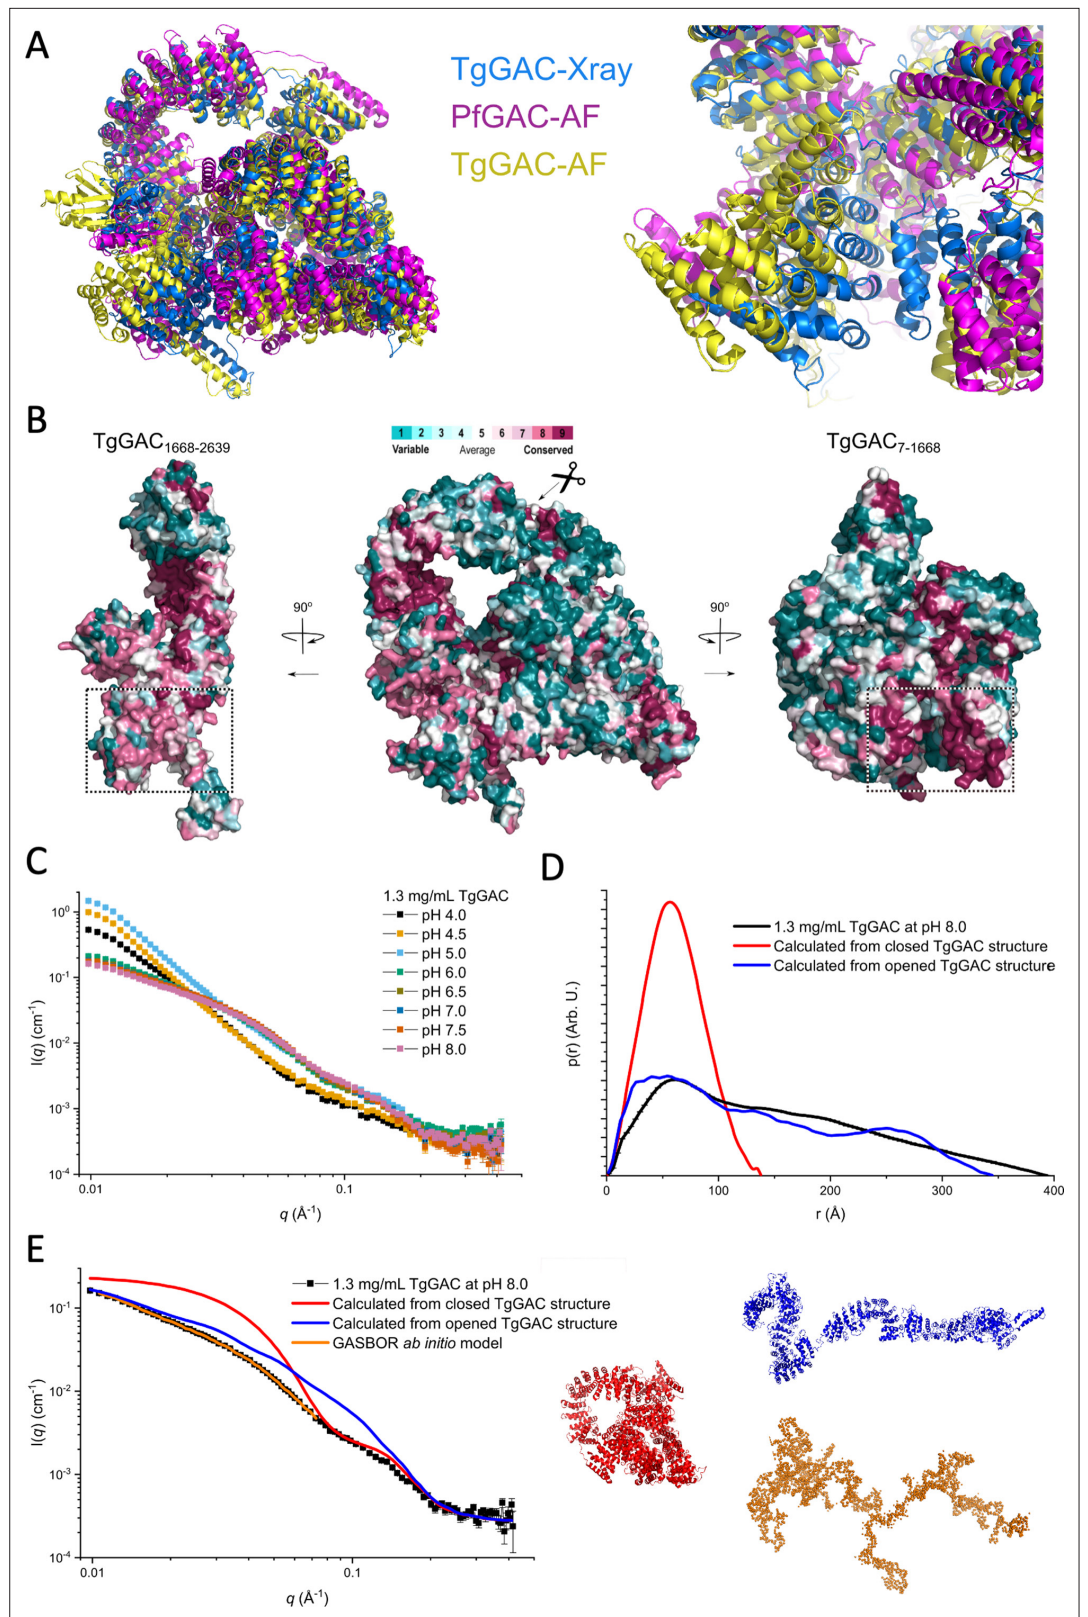 A
TgGAC-Xray
PfGAC-AF
TgGAC-AF
B
TgGAC1668-2639
1 2 3 4 5 6 7 8 9
Variable Average Conserved
TgGAC7-1668
90°
90°
C
1.3 mg/mL TgGAC
pH 4.0
pH 4.5
pH 5.0
pH 6.0
pH 6.5
pH 7.0
pH 7.5
pH 8.0
I(q) (cm-1)
10^0
10^-1
10^-2
10^-3
10^-4
0.01 0.1
q (Å-1)
D
1.3 mg/mL TgGAC at pH 8.0
Calculated from closed TgGAC structure
Calculated from opened TgGAC structure
p(r) (Arb. U.)
0 100 200 300 400
r (Å)
E
1.3 mg/mL TgGAC at pH 8.0
Calculated from closed TgGAC structure
Calculated from opened TgGAC structure
GASBOR ab initio model
I(q) (cm-1)
10^-1
10^-2
10^-3
10^-4
0.01 0.1
q (Å-1)